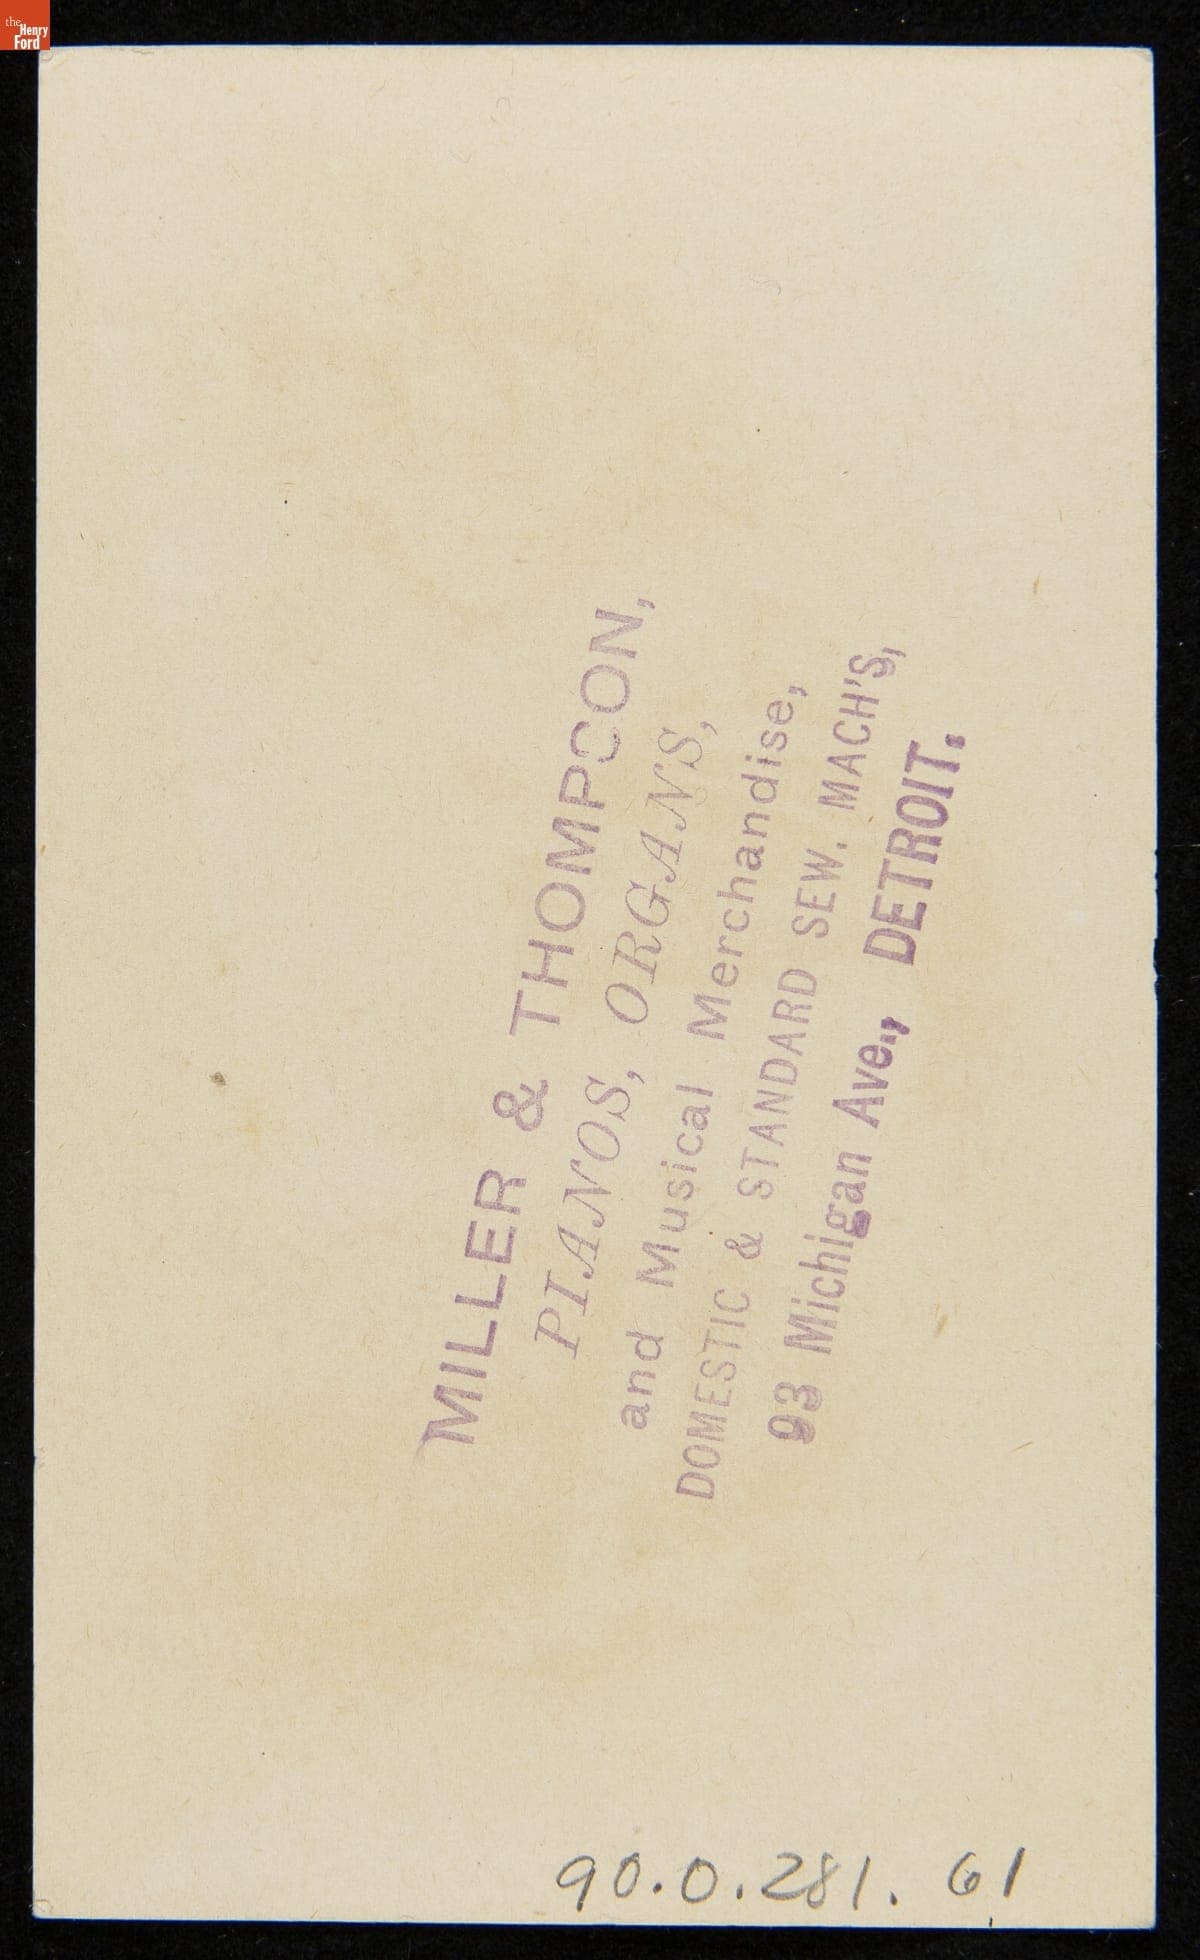 the
Henry
Ford
MILLER & THOMPCON,
PIANOS, ORGANS,
and Musical Merchandise,
DOMESTIC & STANDARD SEW. MACH'S,
93 Michigan Ave., DETROIT.
90.0.281.61